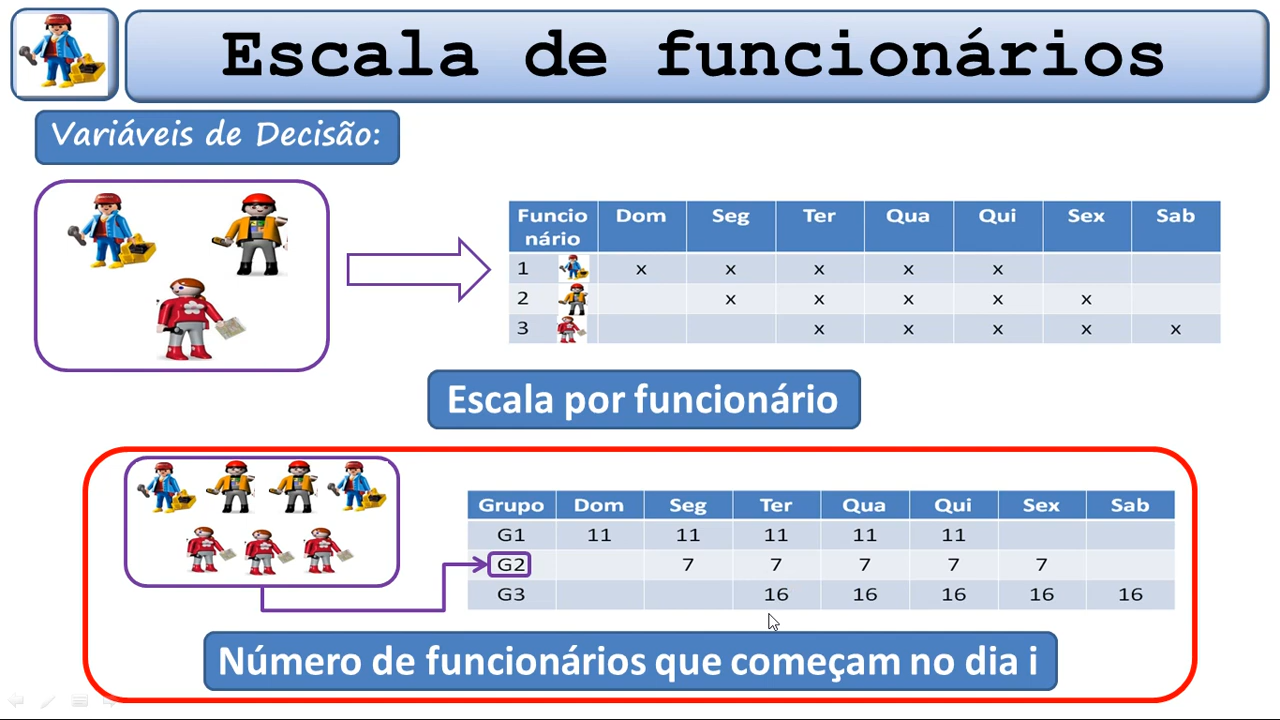 Escala de funcionários
Variáveis de Decisão:
Funcio
nário Dom Seg Ter Qua Qui Sex Sab
1 x x x x x
2 x x x x x
3 x x x x x
Escala por funcionário
Grupo Dom Seg Ter Qua Qui Sex Sab
G1 11 11 11 11 11
G2 7 7 7 7 7
G3 16 16 16 16 16
Número de funcionários que começam no dia i